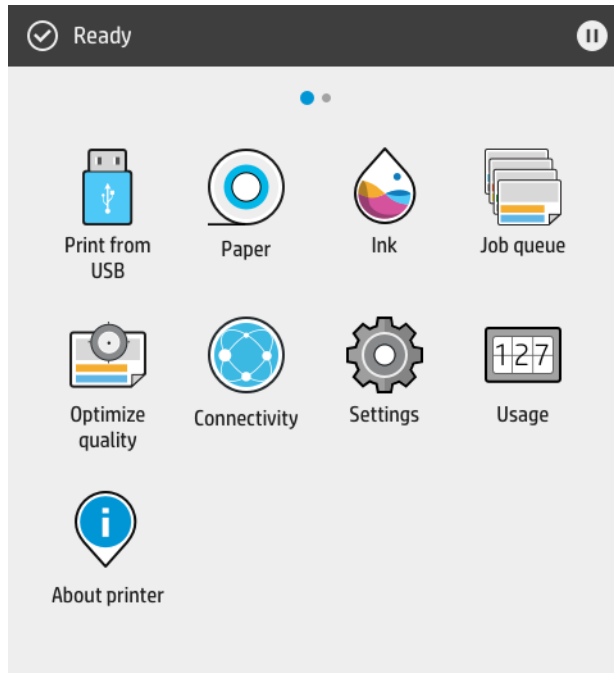 Ready
Print from
USB
Paper
Ink
Job queue
Optimize
quality
Connectivity
Settings
127
Usage
i
About printer